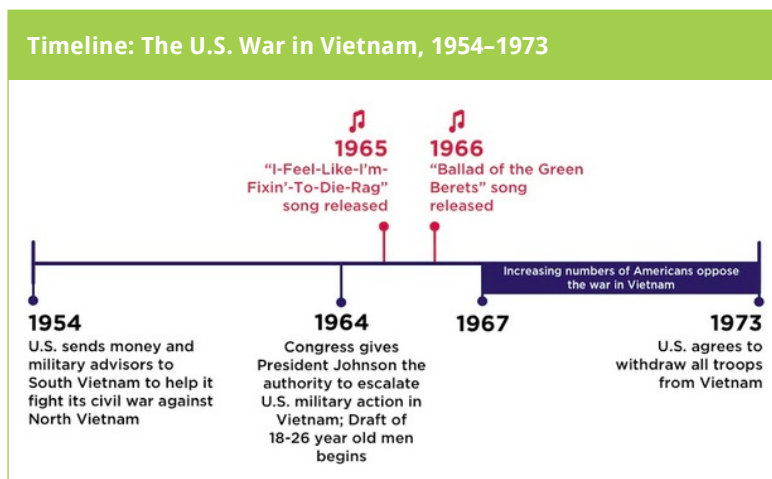 Timeline: The U.S. War in Vietnam, 1954–1973
1965
"I-Feel-Like-I'm-
Fixin'-To-Die-Rag"
song released
1966
"Ballad of the Green
Berets" song
released
Increasing numbers of Americans oppose
the war in Vietnam
1954
U.S. sends money and
military advisors to
South Vietnam to help it
fight its civil war against
North Vietnam
1964
Congress gives
President Johnson the
authority to escalate
U.S. military action in
Vietnam; Draft of
18-26 year old men
begins
1967
1973
U.S. agrees to
withdraw all troops
from Vietnam